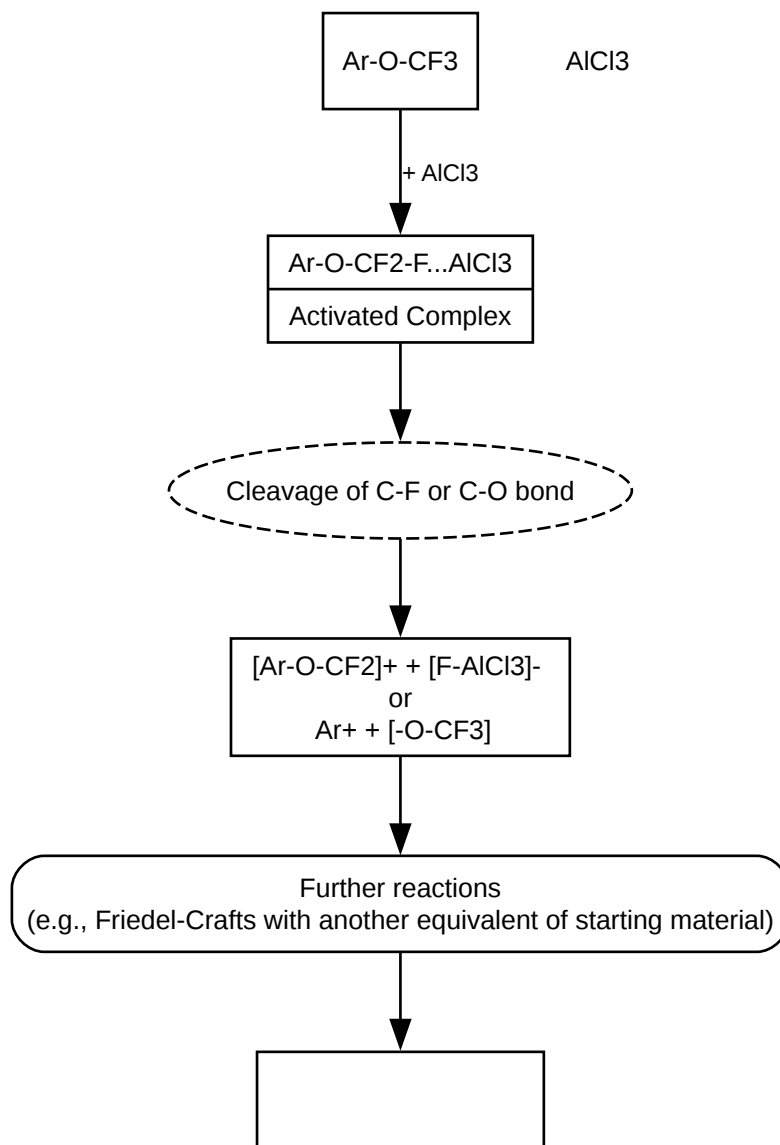 Ar-O-CF3
AlCl3
+ AlCl3
Ar-O-CF2-F...AlCl3
Activated Complex
Cleavage of C-F or C-O bond
[Ar-O-CF2]+ + [F-AlCl3]-
or
Ar+ + [-O-CF3]
Further reactions
(e.g., Friedel-Crafts with another equivalent of starting material)